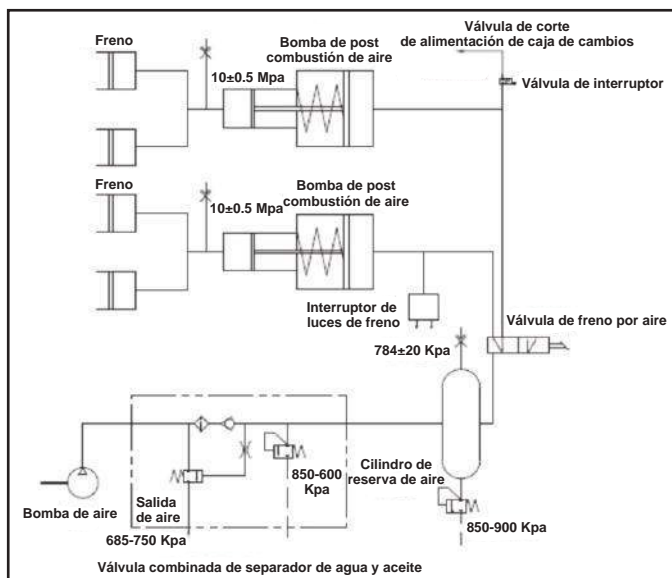 Válvula de corte
de alimentación de caja de cambios
Freno
Bomba de post
combustión de aire
10±0.5 Mpa
Válvula de interruptor
Freno
Bomba de post
combustión de aire
10±0.5 Mpa
Interruptor de
luces de freno
Válvula de freno por aire
784±20 Kpa
850-600
Kpa
Cilindro de
reserva de aire
Salida
de aire
Bomba de aire
685-750 Kpa
850-900 Kpa
Válvula combinada de separador de agua y aceite